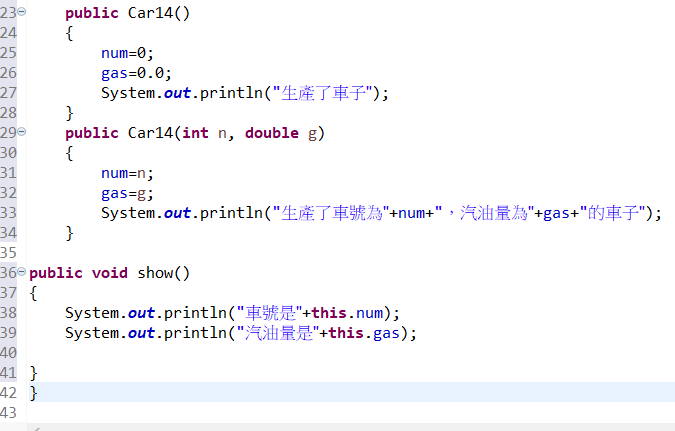 23 public Car14()
24 {
25 num=0;
26 gas=0.0;
27 System.out.println("生產了車子");
28 }
29 public Car14(int n, double g)
30 {
31 num=n;
32 gas=g;
33 System.out.println("生產了車號為"+num+"，汽油量為"+gas+"的車子");
34 }
35
36 public void show()
37 {
38 System.out.println("車號是"+this.num);
39 System.out.println("汽油量是"+this.gas);
40
41 }
42 }
43